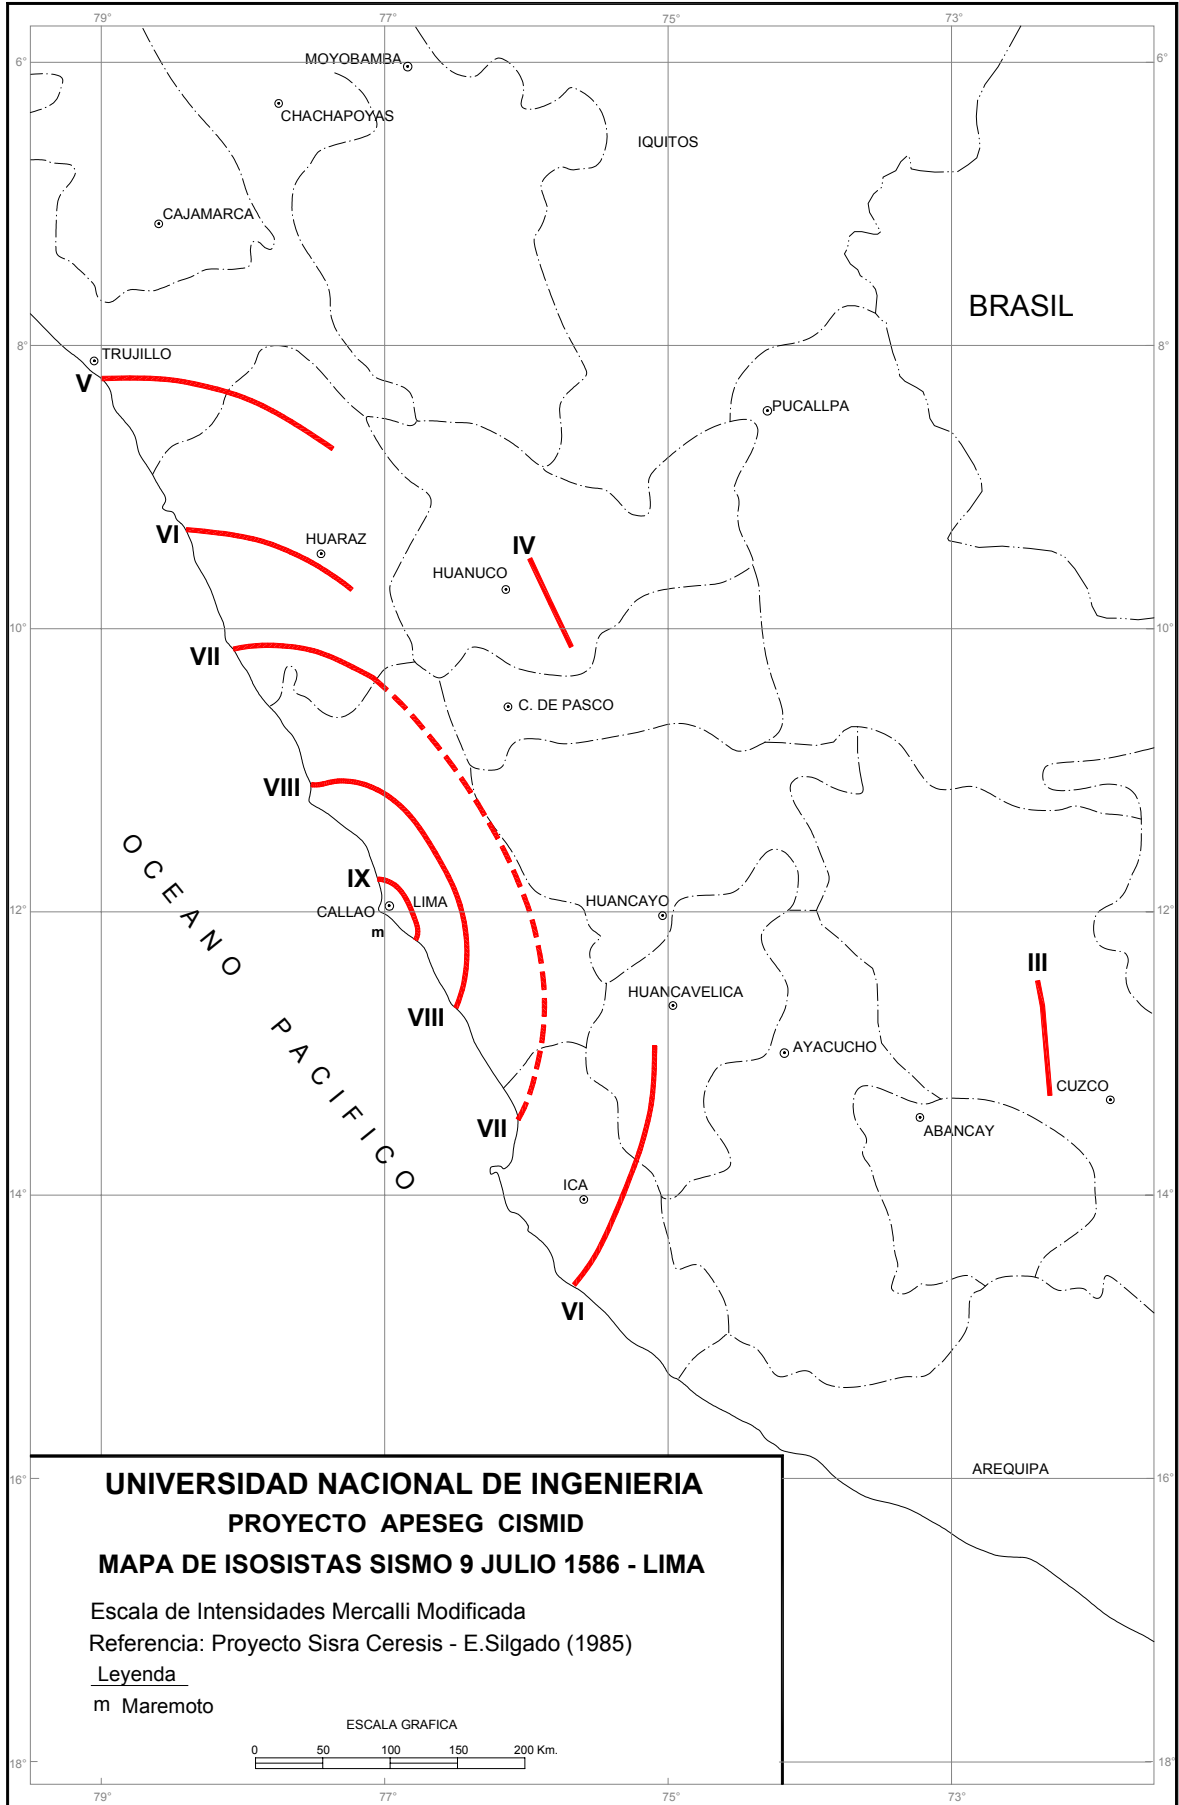 79° 77° 75° 73°
6° 6°
MOYOBAMBA
CHACHAPOYAS
IQUITOS
CAJAMARCA
BRASIL
8° 8°
TRUJILLO
V
PUCALLPA
VI
HUARAZ
IV
HUANUCO
10° 10°
VII
C. DE PASCO
VIII
OCEANO PACIFICO
IX
LIMA
CALLAO
m
HUANCAYO
12° 12°
III
HUANCAVELICA
VIII
AYACUCHO
CUZCO
VII
ABANCAY
ICA
14° 14°
VI
AREQUIPA
16° 16°
UNIVERSIDAD NACIONAL DE INGENIERIA
PROYECTO APESEG CISMID
MAPA DE ISOSISTAS SISMO 9 JULIO 1586 - LIMA
Escala de Intensidades Mercalli Modificada
Referencia: Proyecto Sisra Ceresis - E.Silgado (1985)
Leyenda
m Maremoto
ESCALA GRAFICA
0 50 100 150 200 Km.
18° 18°
79° 77° 75° 73°